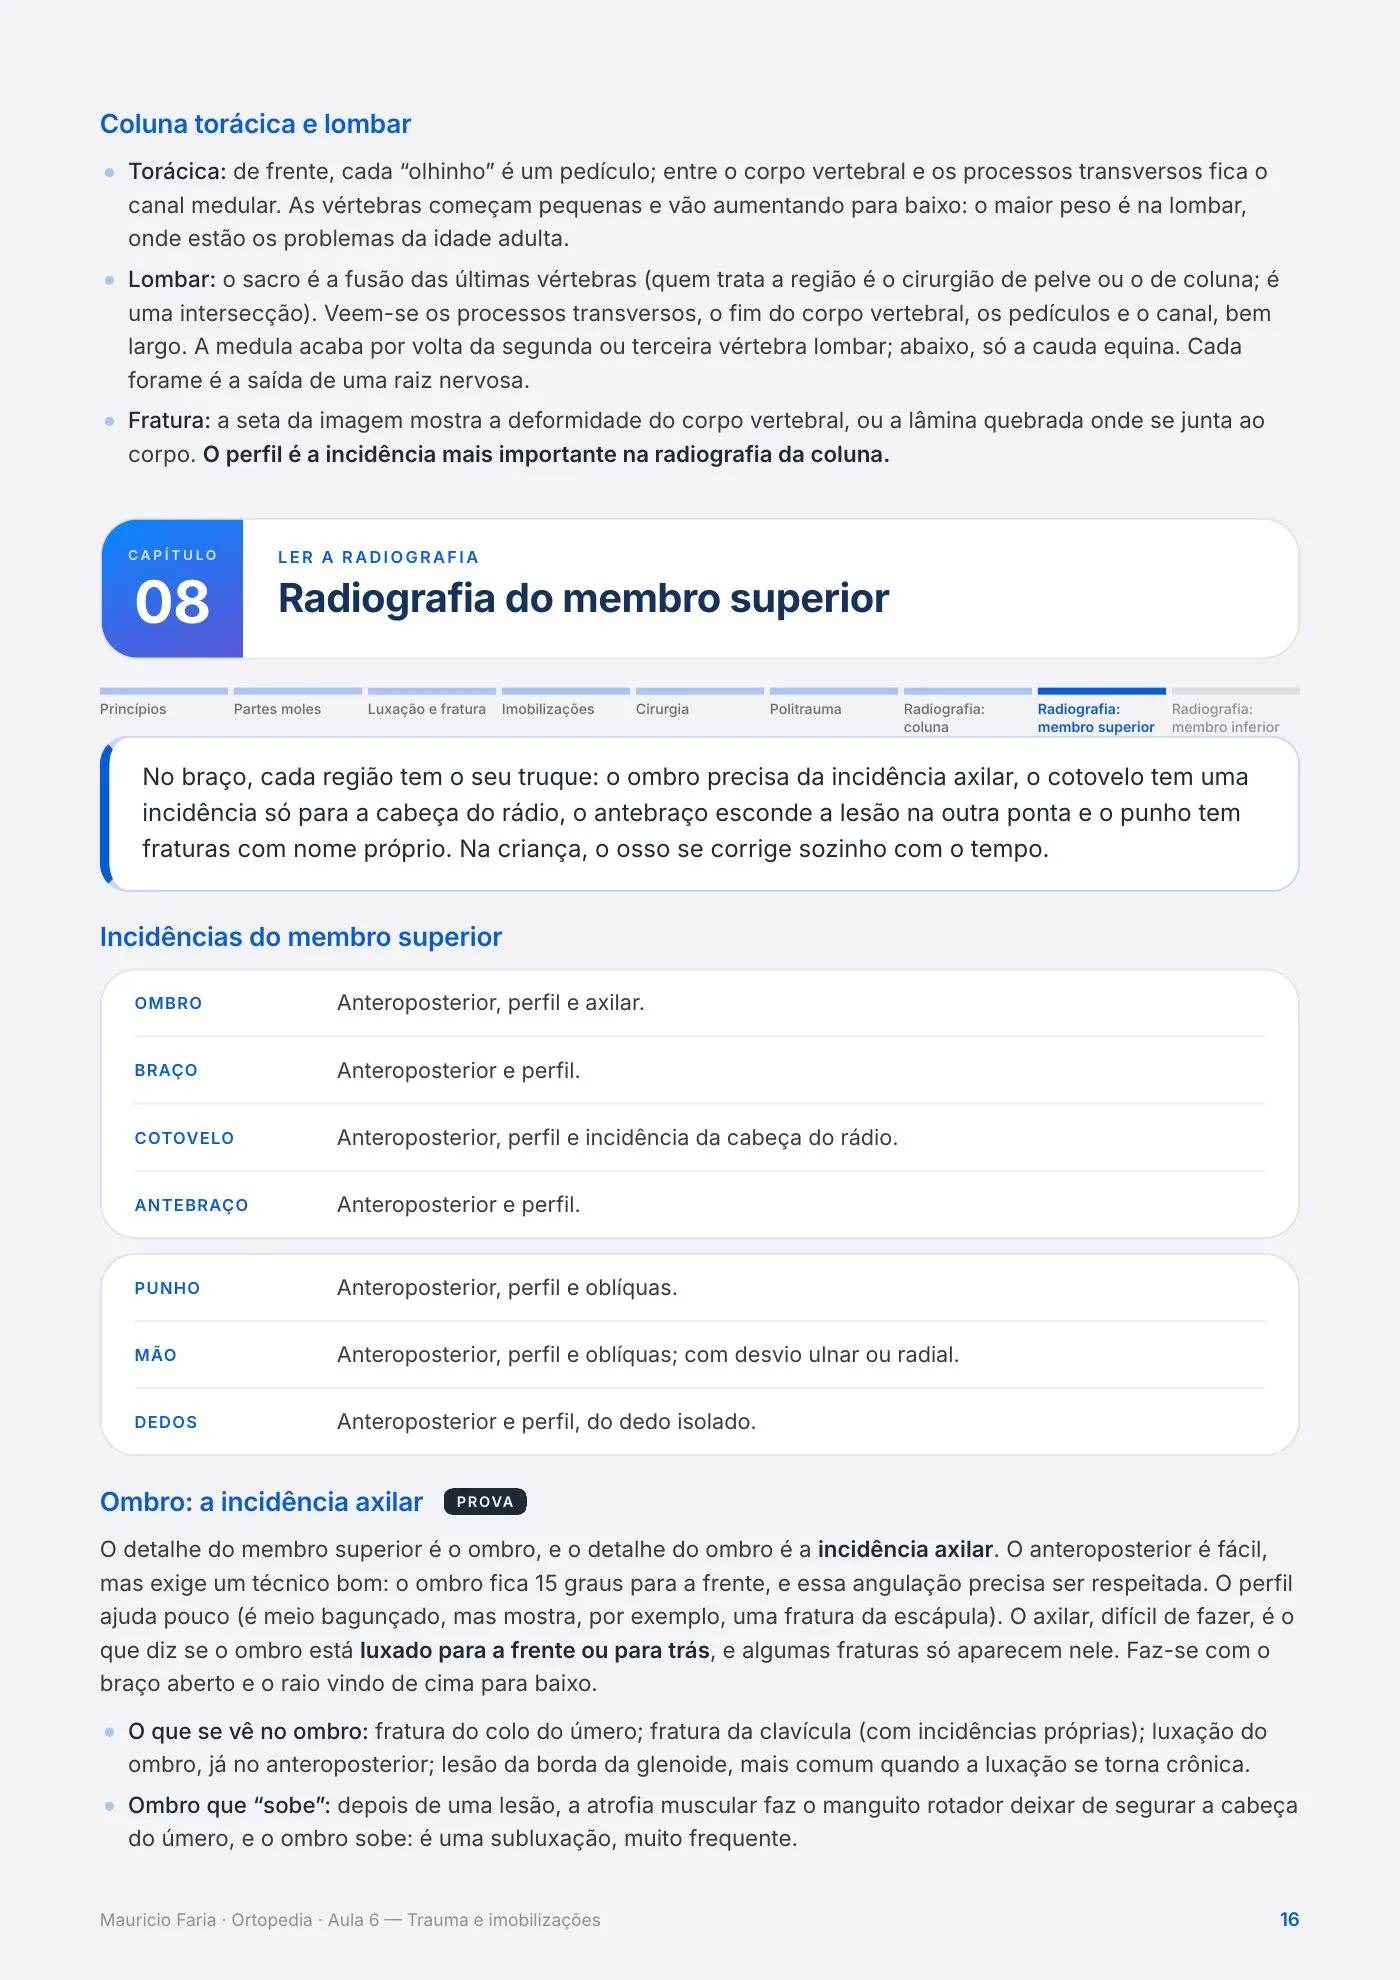 Coluna torácica e lombar
Torácica: de frente, cada “olhinho” é um pedículo; entre o corpo vertebral e os processos transversos fica o
canal medular. As vértebras começam pequenas e vão aumentando para baixo: o maior peso é na lombar,
onde estão os problemas da idade adulta.
Lombar: o sacro é a fusão das últimas vértebras (quem trata a região é o cirurgião de pelve ou o de coluna; é
uma intersecção). Veem-se os processos transversos, o fim do corpo vertebral, os pedículos e o canal, bem
largo. A medula acaba por volta da segunda ou terceira vértebra lombar; abaixo, só a cauda equina. Cada
forame é a saída de uma raiz nervosa.
Fratura: a seta da imagem mostra a deformidade do corpo vertebral, ou a lâmina quebrada onde se junta ao
corpo. O perfil é a incidência mais importante na radiografia da coluna.
CAPÍTULO
08
LER A RADIOGRAFIA
Radiografia do membro superior
Princípios
Partes moles
Luxação e fratura
Imobilizações
Cirurgia
Politrauma
Radiografia:
coluna
Radiografia:
membro superior
Radiografia:
membro inferior
No braço, cada região tem o seu truque: o ombro precisa da incidência axilar, o cotovelo tem uma
incidência só para a cabeça do rádio, o antebraço esconde a lesão na outra ponta e o punho tem
fraturas com nome próprio. Na criança, o osso se corrige sozinho com o tempo.
Incidências do membro superior
OMBRO Anteroposterior, perfil e axilar.
BRAÇO Anteroposterior e perfil.
COTOVELO Anteroposterior, perfil e incidência da cabeça do rádio.
ANTEBRAÇO Anteroposterior e perfil.
PUNHO Anteroposterior, perfil e oblíquas.
MÃO Anteroposterior, perfil e oblíquas; com desvio ulnar ou radial.
DEDOS Anteroposterior e perfil, do dedo isolado.
Ombro: a incidência axilar PROVA
O detalhe do membro superior é o ombro, e o detalhe do ombro é a incidência axilar. O anteroposterior é fácil,
mas exige um técnico bom: o ombro fica 15 graus para a frente, e essa angulação precisa ser respeitada. O perfil
ajuda pouco (é meio bagunçado, mas mostra, por exemplo, uma fratura da escápula). O axilar, difícil de fazer, é o
que diz se o ombro está luxado para a frente ou para trás, e algumas fraturas só aparecem nele. Faz-se com o
braço aberto e o raio vindo de cima para baixo.
O que se vê no ombro: fratura do colo do úmero; fratura da clavícula (com incidências próprias); luxação do
ombro, já no anteroposterior; lesão da borda da glenoide, mais comum quando a luxação se torna crônica.
Ombro que “sobe”: depois de uma lesão, a atrofia muscular faz o manguito rotador deixar de segurar a cabeça
do úmero, e o ombro sobe: é uma subluxação, muito frequente.
Mauricio Faria · Ortopedia · Aula 6 — Trauma e imobilizações
16